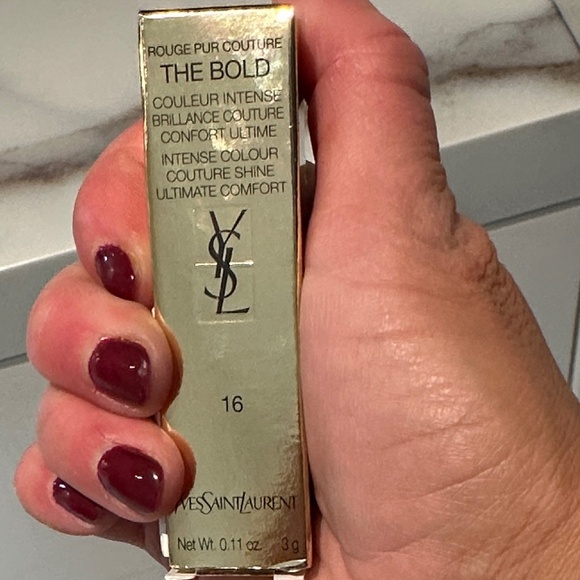 ROUGE PUR COUTURE
THE BOLD
COULEUR INTENSE
BRILLANCE COUTURE
CONFORT ULTIME
INTENSE COLOUR
COUTURE SHINE
ULTIMATE COMFORT
YSL
16
YVESSAINTLAURENT
Net Wt. 0.11 oz. 3 g